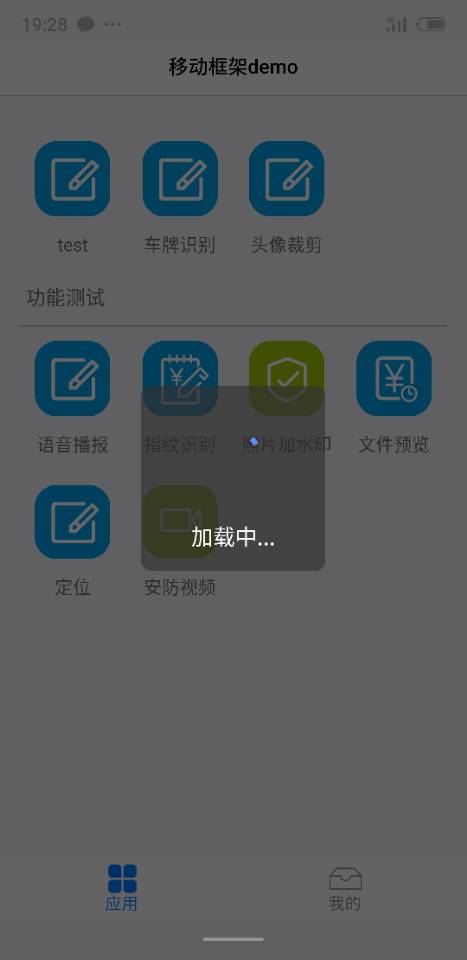 19:28
移动框架demo
test 车牌识别 头像裁剪
功能测试
语音播报 指纹识别 照片加水印 文件预览
加载中...
定位 安防视频
应用 我的